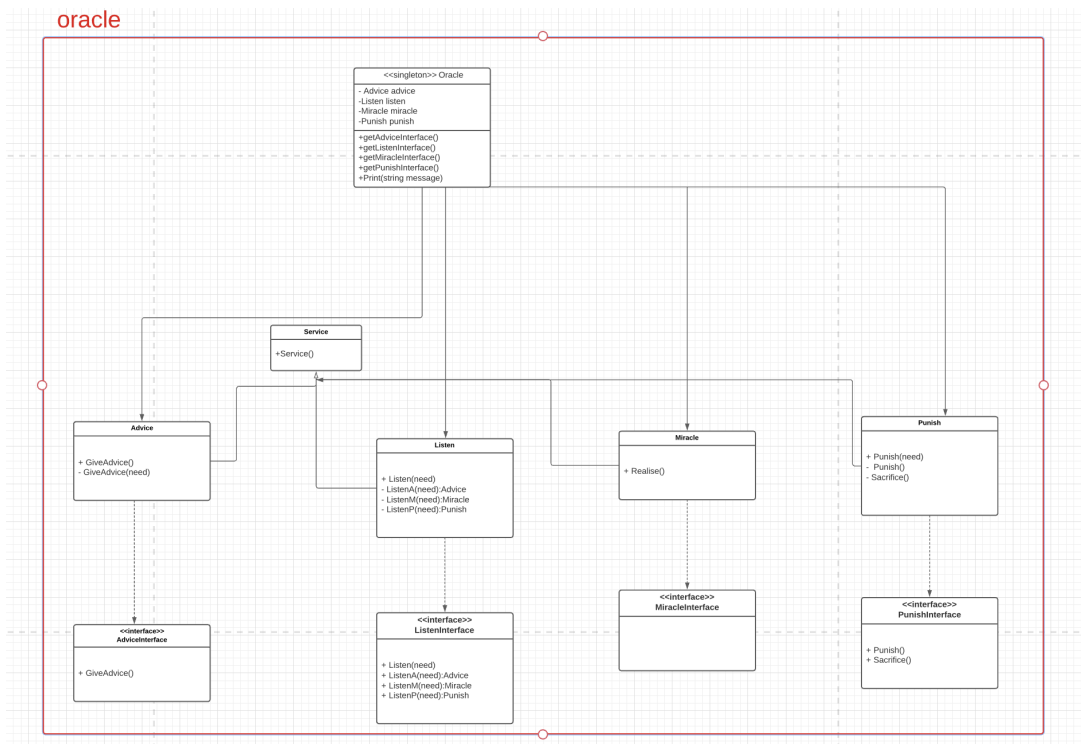 oracle
<<singleton>> Oracle
- Advice advice
-Listen listen
-Miracle miracle
-Punish punish
+getAdviceInterface()
+getListenInterface()
+getMiracleInterface()
+getPunishInterface()
+Print(string message)
Service
+Service()
Advice
+ GiveAdvice()
- GiveAdvice(need)
Listen
+ Listen(need)
- ListenA(need):Advice
- ListenM(need):Miracle
- ListenP(need):Punish
Miracle
+ Realise()
Punish
+ Punish(need)
- Punish()
- Sacrifice()
<<interface>>
AdviceInterface
+ GiveAdvice()
<<interface>>
ListenInterface
+ Listen(need)
+ ListenA(need):Advice
+ ListenM(need):Miracle
+ ListenP(need):Punish
<<interface>>
MiracleInterface
<<interface>>
PunishInterface
+ Punish()
+ Sacrifice()